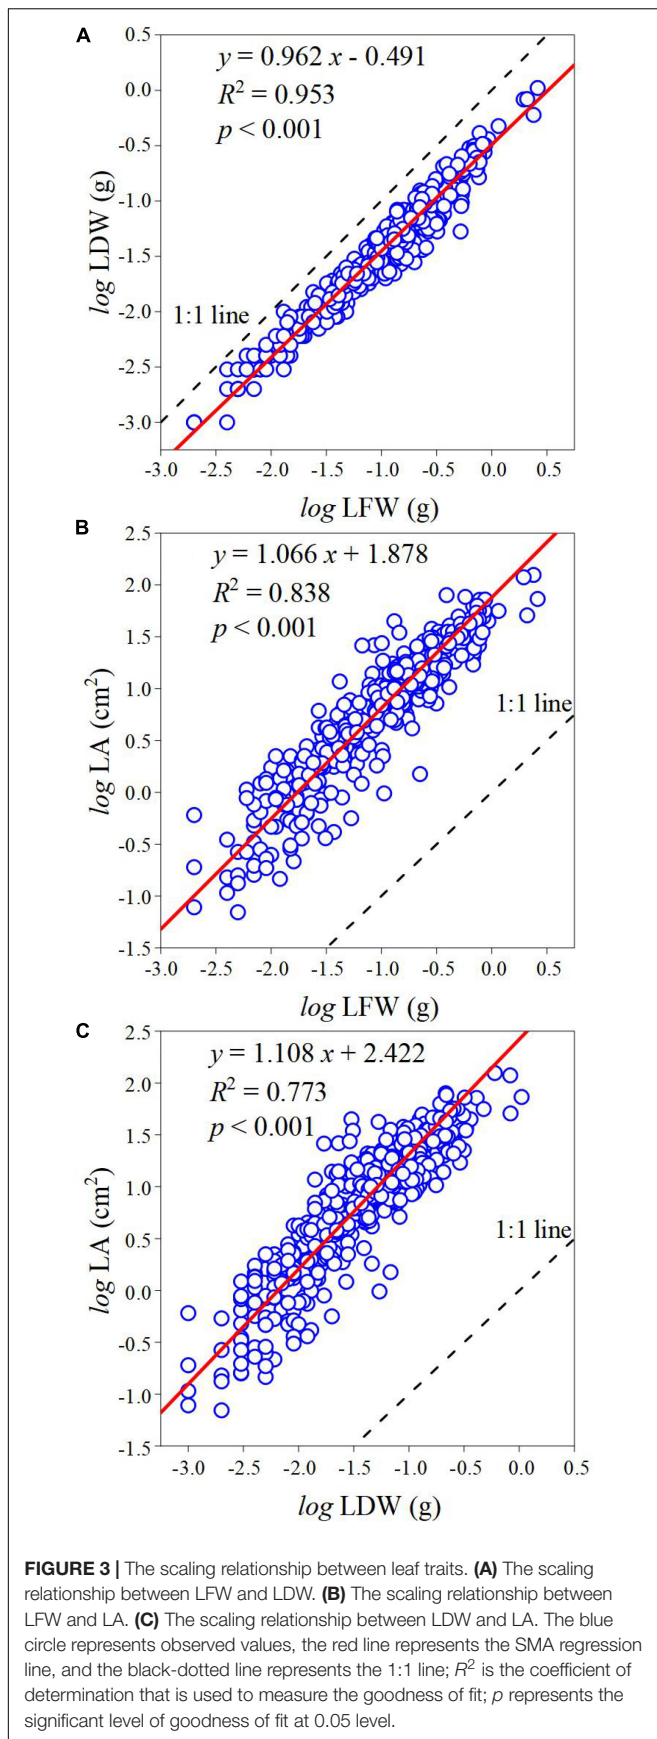 A
y = 0.962 x - 0.491
R² = 0.953
p < 0.001
1:1 line
0.5
0.0
-0.5
-1.0
-1.5
-2.0
-2.5
-3.0
log LDW (g)
-3.0 -2.5 -2.0 -1.5 -1.0 -0.5 0.0 0.5
log LFW (g)
B
y = 1.066 x + 1.878
R² = 0.838
p < 0.001
1:1 line
2.5
2.0
1.5
1.0
0.5
0.0
-0.5
-1.0
-1.5
log LA (cm²)
-3.0 -2.5 -2.0 -1.5 -1.0 -0.5 0.0 0.5
log LFW (g)
C
y = 1.108 x + 2.422
R² = 0.773
p < 0.001
1:1 line
2.5
2.0
1.5
1.0
0.5
0.0
-0.5
-1.0
-1.5
log LA (cm²)
-3.0 -2.5 -2.0 -1.5 -1.0 -0.5 0.0 0.5
log LDW (g)
FIGURE 3 | The scaling relationship between leaf traits. (A) The scaling
relationship between LFW and LDW. (B) The scaling relationship between
LFW and LA. (C) The scaling relationship between LDW and LA. The blue
circle represents observed values, the red line represents the SMA regression
line, and the black-dotted line represents the 1:1 line; R² is the coefficient of
determination that is used to measure the goodness of fit; p represents the
significant level of goodness of fit at 0.05 level.